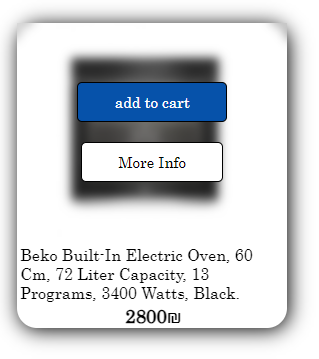 add to cart
More Info
Beko Built-In Electric Oven, 60
Cm, 72 Liter Capacity, 13
Programs, 3400 Watts, Black.
2800₪